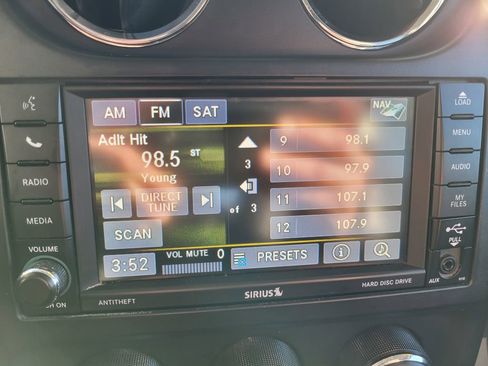 LOAD
AM FM SAT NAV
MENU
Adlt Hit
9 98.1
98.5 ST
3
10 97.9
AUDIO
Young
RADIO
DIRECT
TUNE
11 107.1
MY
FILES
MEDIA
of 3
SCAN
12 107.9
PULL
VOLUME
3:52 VOL MUTE 0 PRESETS
ANTITHEFT SIRIUS HARD DISC DRIVE AUX
ON